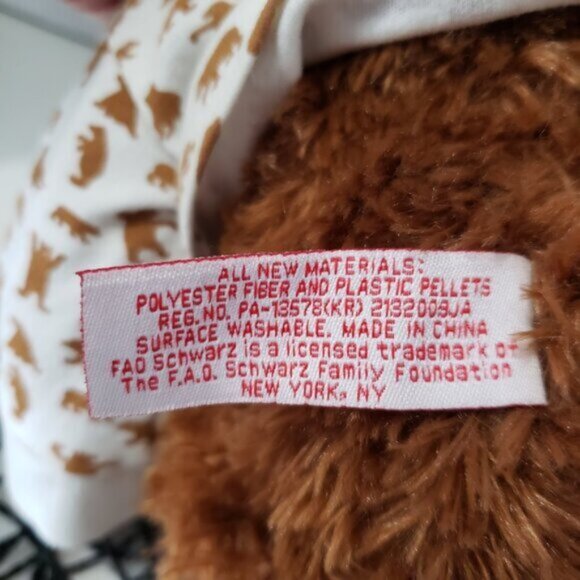 ALL NEW MATERIALS:
POLYESTER FIBER AND PLASTIC PELLETS
REG. NO. PA-13578(KR) 2132009JA
SURFACE WASHABLE. MADE IN CHINA
FAO Schwarz is a licensed trademark of
The F.A.O. Schwarz Family Foundation
NEW YORK, NY